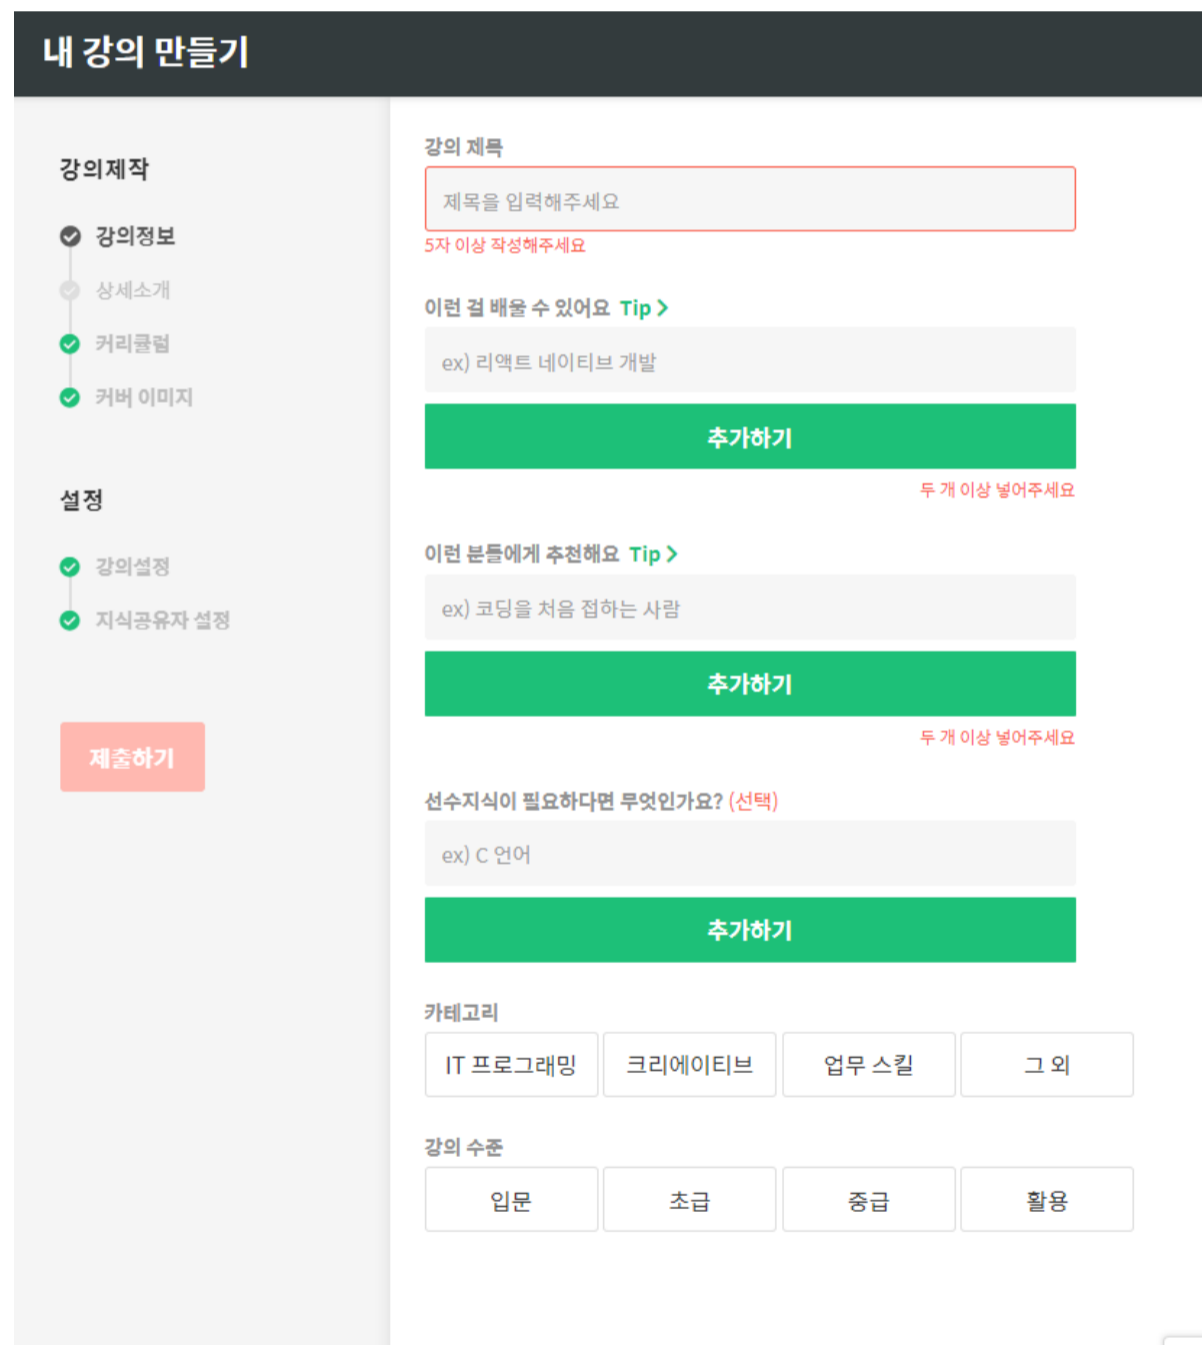 내 강의 만들기
강의제작
강의정보
상세소개
커리큘럼
커버 이미지
설정
강의설정
지식공유자 설정
제출하기
강의 제목
제목을 입력해주세요
5자 이상 작성해주세요
이런 걸 배울 수 있어요 Tip
ex) 리액트 네이티브 개발
추가하기
두 개 이상 넣어주세요
이런 분들에게 추천해요 Tip
ex) 코딩을 처음 접하는 사람
추가하기
두 개 이상 넣어주세요
선수지식이 필요하다면 무엇인가요? (선택)
ex) C 언어
추가하기
카테고리
IT 프로그래밍 크리에이티브 업무 스킬 그 외
강의 수준
입문 초급 중급 활용